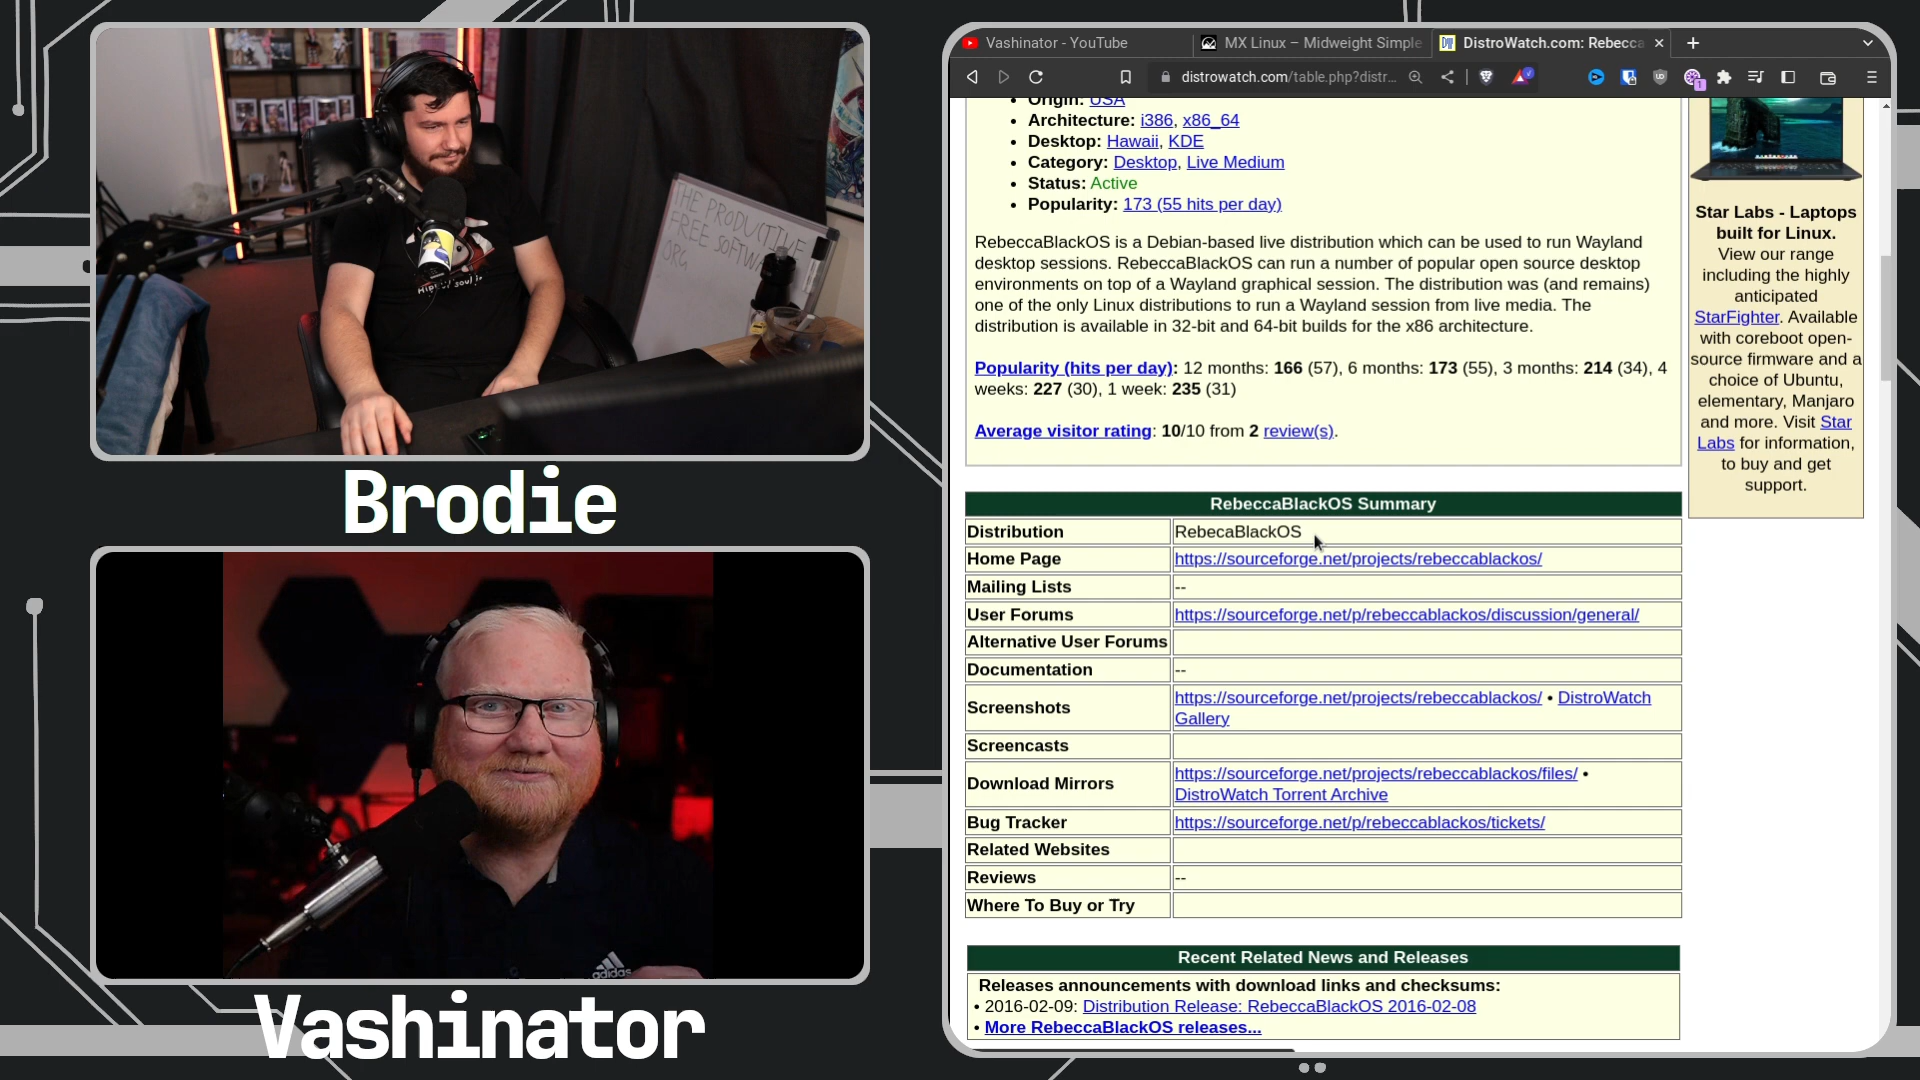 THE PRODUCTIVE
FREE SOFTWARE
ORG
adidas
Brodie
Vashinator
Vashinator - YouTube
MX Linux – Midweight Simple
DistroWatch.com: Rebecca
distrowatch.com/table.php?distr...
1
• Origin: USA
• Architecture: i386, x86_64
• Desktop: Hawaii, KDE
• Category: Desktop, Live Medium
• Status: Active
• Popularity: 173 (55 hits per day)
RebeccaBlackOS is a Debian-based live distribution which can be used to run Wayland
desktop sessions. RebeccaBlackOS can run a number of popular open source desktop
environments on top of a Wayland graphical session. The distribution was (and remains)
one of the only Linux distributions to run a Wayland session from live media. The
distribution is available in 32-bit and 64-bit builds for the x86 architecture.
Popularity (hits per day): 12 months: 166 (57), 6 months: 173 (55), 3 months: 214 (34), 4
weeks: 227 (30), 1 week: 235 (31)
Average visitor rating: 10/10 from 2 review(s).
RebeccaBlackOS Summary
Distribution RebecaBlackOS
Home Page https://sourceforge.net/projects/rebeccablackos/
Mailing Lists --
User Forums https://sourceforge.net/p/rebeccablackos/discussion/general/
Alternative User Forums
Documentation --
Screenshots https://sourceforge.net/projects/rebeccablackos/ • DistroWatch
Gallery
Screencasts
Download Mirrors https://sourceforge.net/projects/rebeccablackos/files/ •
DistroWatch Torrent Archive
Bug Tracker https://sourceforge.net/p/rebeccablackos/tickets/
Related Websites
Reviews --
Where To Buy or Try
Recent Related News and Releases
Releases announcements with download links and checksums:
• 2016-02-09: Distribution Release: RebeccaBlackOS 2016-02-08
• More RebeccaBlackOS releases...
Star Labs - Laptops
built for Linux.
View our range
including the highly
anticipated
StarFighter. Available
with coreboot open-
source firmware and a
choice of Ubuntu,
elementary, Manjaro
and more. Visit Star
Labs for information,
to buy and get
support.